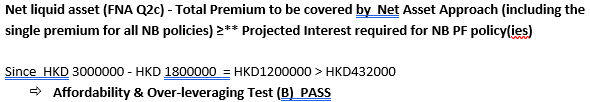 Net liquid asset (FNA Q2c) - Total Premium to be covered by Net Asset Approach (including the
single premium for all NB policies) ≥** Projected Interest required for NB PF policy(ies)
Since HKD 3000000 - HKD 1800000 = HKD1200000 > HKD432000
⇒ Affordability & Over-leveraging Test (B) PASS